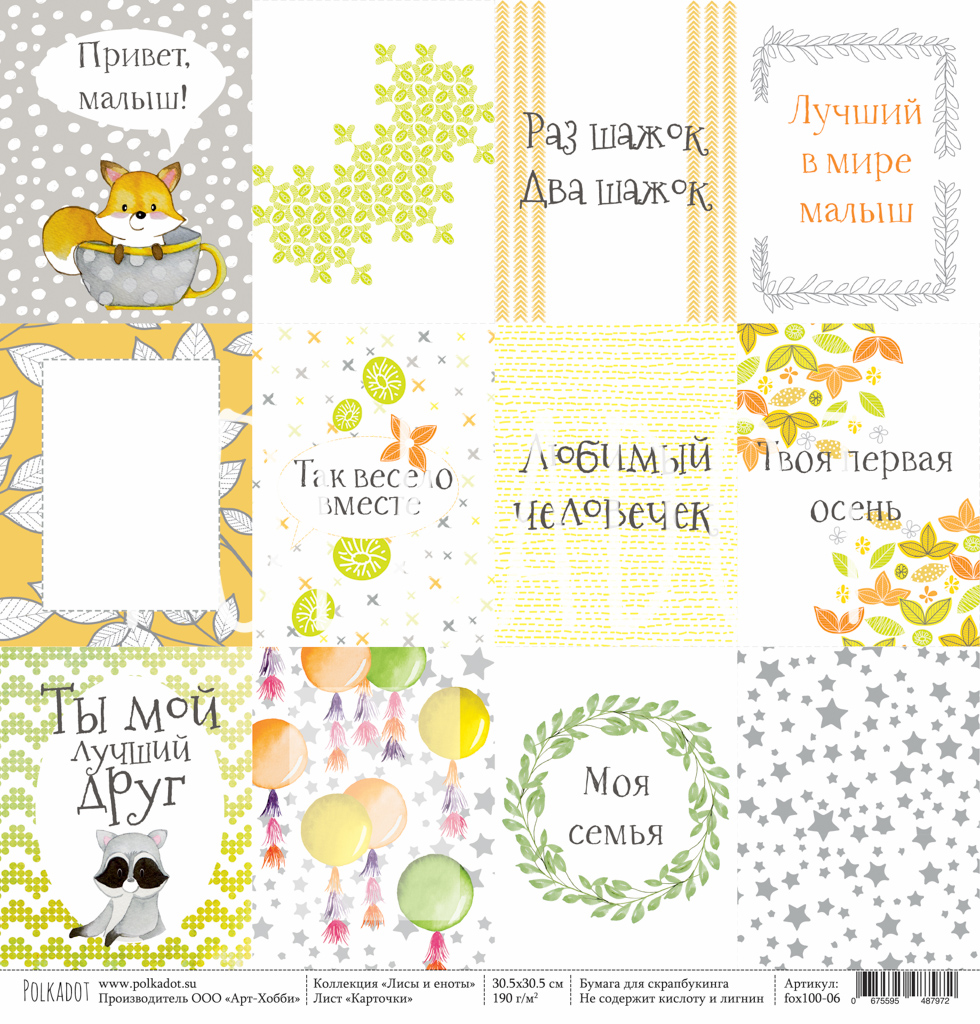 Привет,
малыш!
Раз шажок
Два шажок
Лучший
в мире
малыш
Так весело
вместе
Любимый
человечек
Твоя первая
осень
Ты мой
лучший
друг
Моя
семья
POLKADOT
www.polkadot.su
Производитель ООО «Арт-Хобби»
Коллекция «Лисы и еноты»
Лист «Карточки»
30.5x30.5 см
190 г/м²
Бумага для скрапбукинга
Не содержит кислоту и лигнин
Артикул:
fox100-06
0 675595 487972